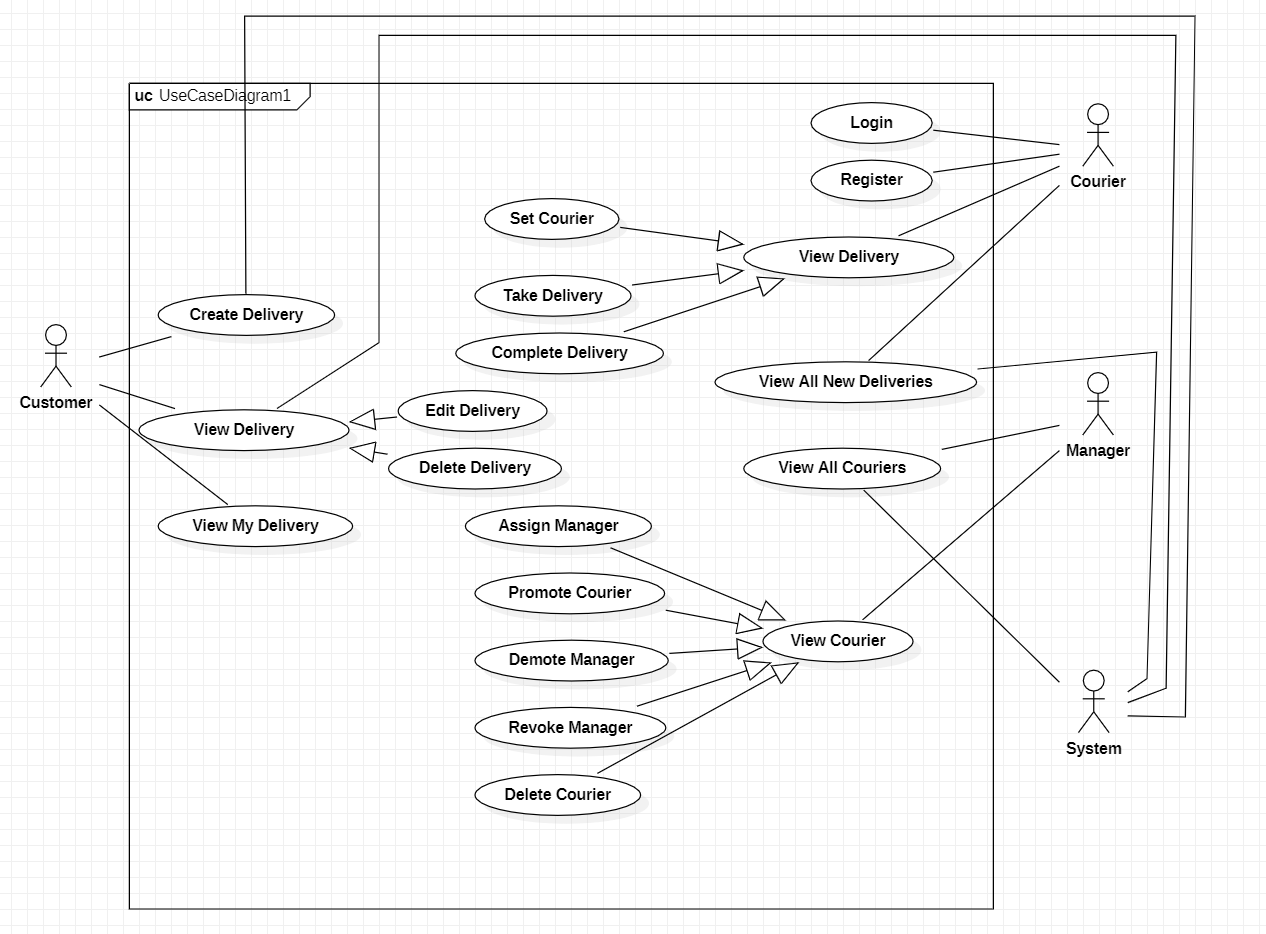 uc UseCaseDiagram1
Login
Courier
Register
Set Courier
View Delivery
Take Delivery
Create Delivery
Complete Delivery
Customer
View All New Deliveries
Edit Delivery
View Delivery
Manager
Delete Delivery
View All Couriers
View My Delivery
Assign Manager
Promote Courier
View Courier
Demote Manager
Revoke Manager
System
Delete Courier